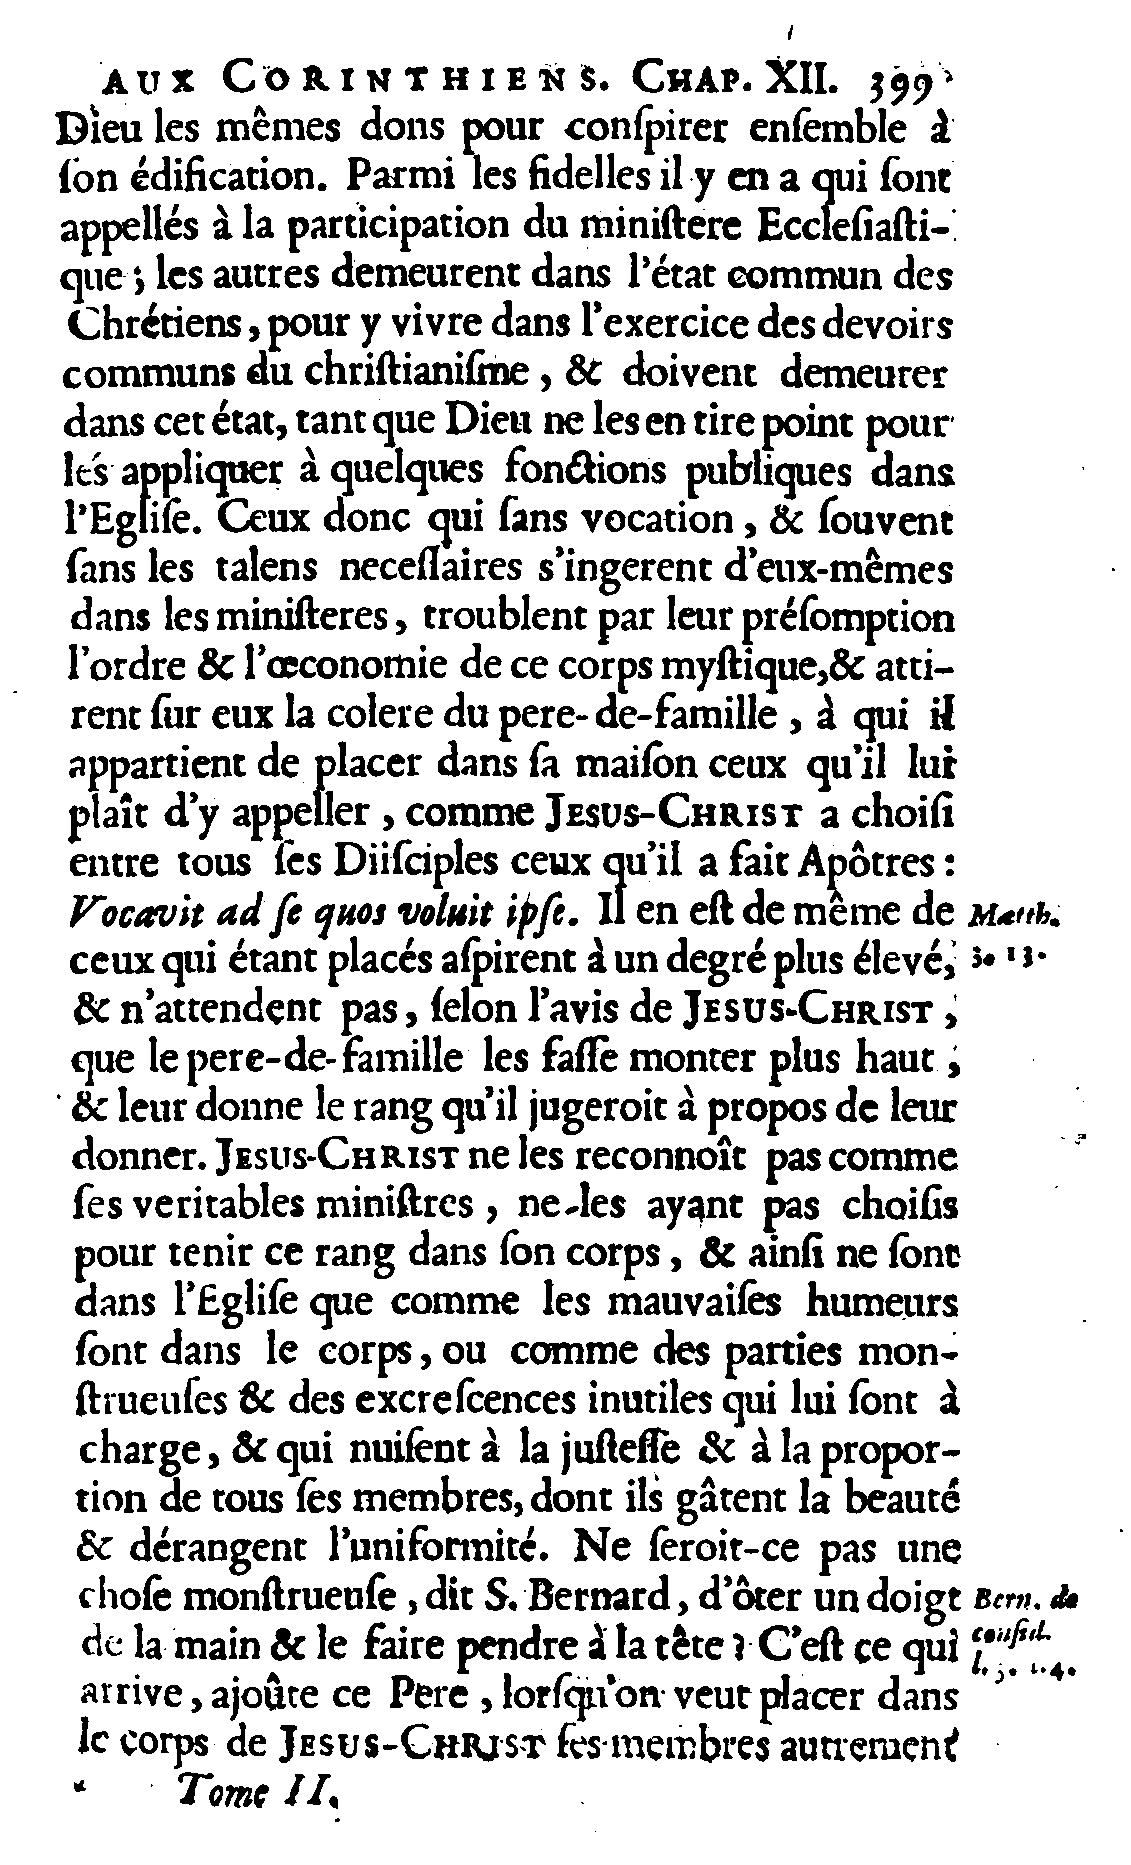 AUX CORINTHIENS. CHAP. XII. 399
Dieu les mêmes dons pour conſpirer enſemble à
ſon édification. Parmi les fidelles il y en a qui ſont
appellés à la participation du miniſtere Eccleſiaſti-
que ; les autres demeurent dans l'état commun des
Chrétiens, pour y vivre dans l'exercice des devoirs
communs du chriſtianiſme, & doivent demeurer
dans cet état, tant que Dieu ne les en tire point pour
les appliquer à quelques fonctions publiques dans
l'Egliſe. Ceux donc qui ſans vocation, & ſouvent
ſans les talens neceſſaires s'ingerent d'eux-mêmes
dans les miniſteres, troublent par leur préſomption
l'ordre & l'œconomie de ce corps myſtique, & atti-
rent ſur eux la colere du pere-de-famille, à qui il
appartient de placer dans ſa maiſon ceux qu'il lui
plaît d'y appeller, comme JESUS-CHRIST a choiſi
entre tous ſes Diiſciples ceux qu'il a fait Apôtres :
Vocavit ad ſe quos voluit ipſe. Il en eſt de même de
Matth.
ceux qui étant placés aſpirent à un degré plus élevé,
3. 13.
& n'attendent pas, ſelon l'avis de JESUS-CHRIST,
que le pere-de-famille les faſſe monter plus haut,
& leur donne le rang qu'il jugeroit à propos de leur
donner. JESUS-CHRIST ne les reconnoît pas comme
ſes veritables miniſtres, ne les ayant pas choiſis
pour tenir ce rang dans ſon corps, & ainſi ne ſont
dans l'Egliſe que comme les mauvaiſes humeurs
ſont dans le corps, ou comme des parties mon-
ſtrueuſes & des excreſcences inutiles qui lui ſont à
charge, & qui nuiſent à la juſteſſe & à la propor-
tion de tous ſes membres, dont ils gâtent la beauté
& dérangent l'uniformité. Ne ſeroit-ce pas une
choſe monſtrueuſe, dit S. Bernard, d'ôter un doigt
Bern. de
de la main & le faire pendre à la tête ? C'eſt ce qui
conſid.
l. 3. c. 4.
arrive, ajoûte ce Pere, lorſqu'on veut placer dans
le corps de JESUS-CHRIST ſes membres autrement
Tome II.